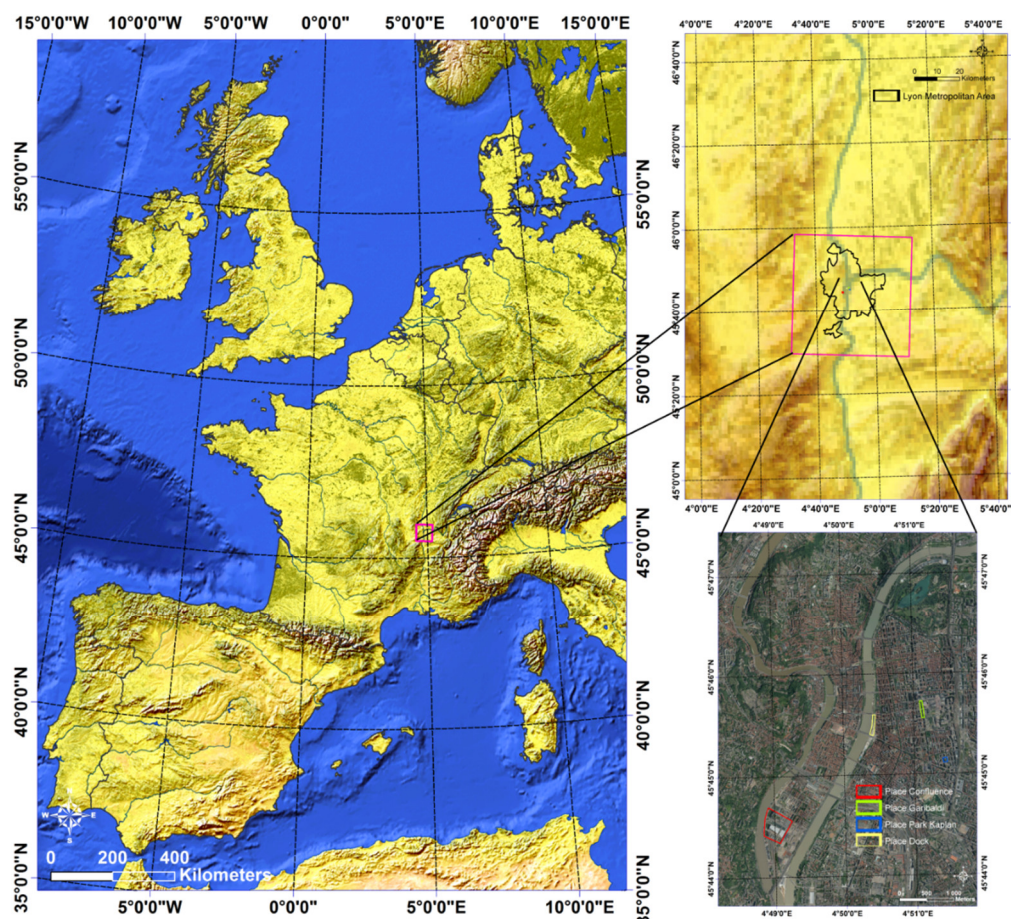 15°0'0"W 10°0'0"W 5°0'0"W 0°0'0" 5°0'0"E 10°0'0"E 15°0'0"E
55°0'0"N
50°0'0"N
45°0'0"N
40°0'0"N
35°0'0"N
55°0'0"N
50°0'0"N
45°0'0"N
40°0'0"N
35°0'0"N
W E
S
0 200 400
Kilometers
5°0'0"W 0°0'0" 5°0'0"E 10°0'0"E
4°0'0"E 4°20'0"E 4°40'0"E 5°0'0"E 5°20'0"E 5°40'0"E
0 10 20
Kilometers
Lyon Metropolitan Area
46°40'0"N
46°20'0"N
46°0'0"N
45°40'0"N
45°20'0"N
45°0'0"N
4°0'0"E 4°20'0"E 4°40'0"E 5°0'0"E 5°20'0"E 5°40'0"E
4°49'0"E 4°50'0"E 4°51'0"E
45°47'0"N
45°46'0"N
45°45'0"N
45°44'0"N
45°47'0"N
45°46'0"N
45°45'0"N
45°44'0"N
Place Confluence
Place Garibaldi
Place Park Kaplan
Place Dock
0 500 1 000
Meters
4°49'0"E 4°50'0"E 4°51'0"E